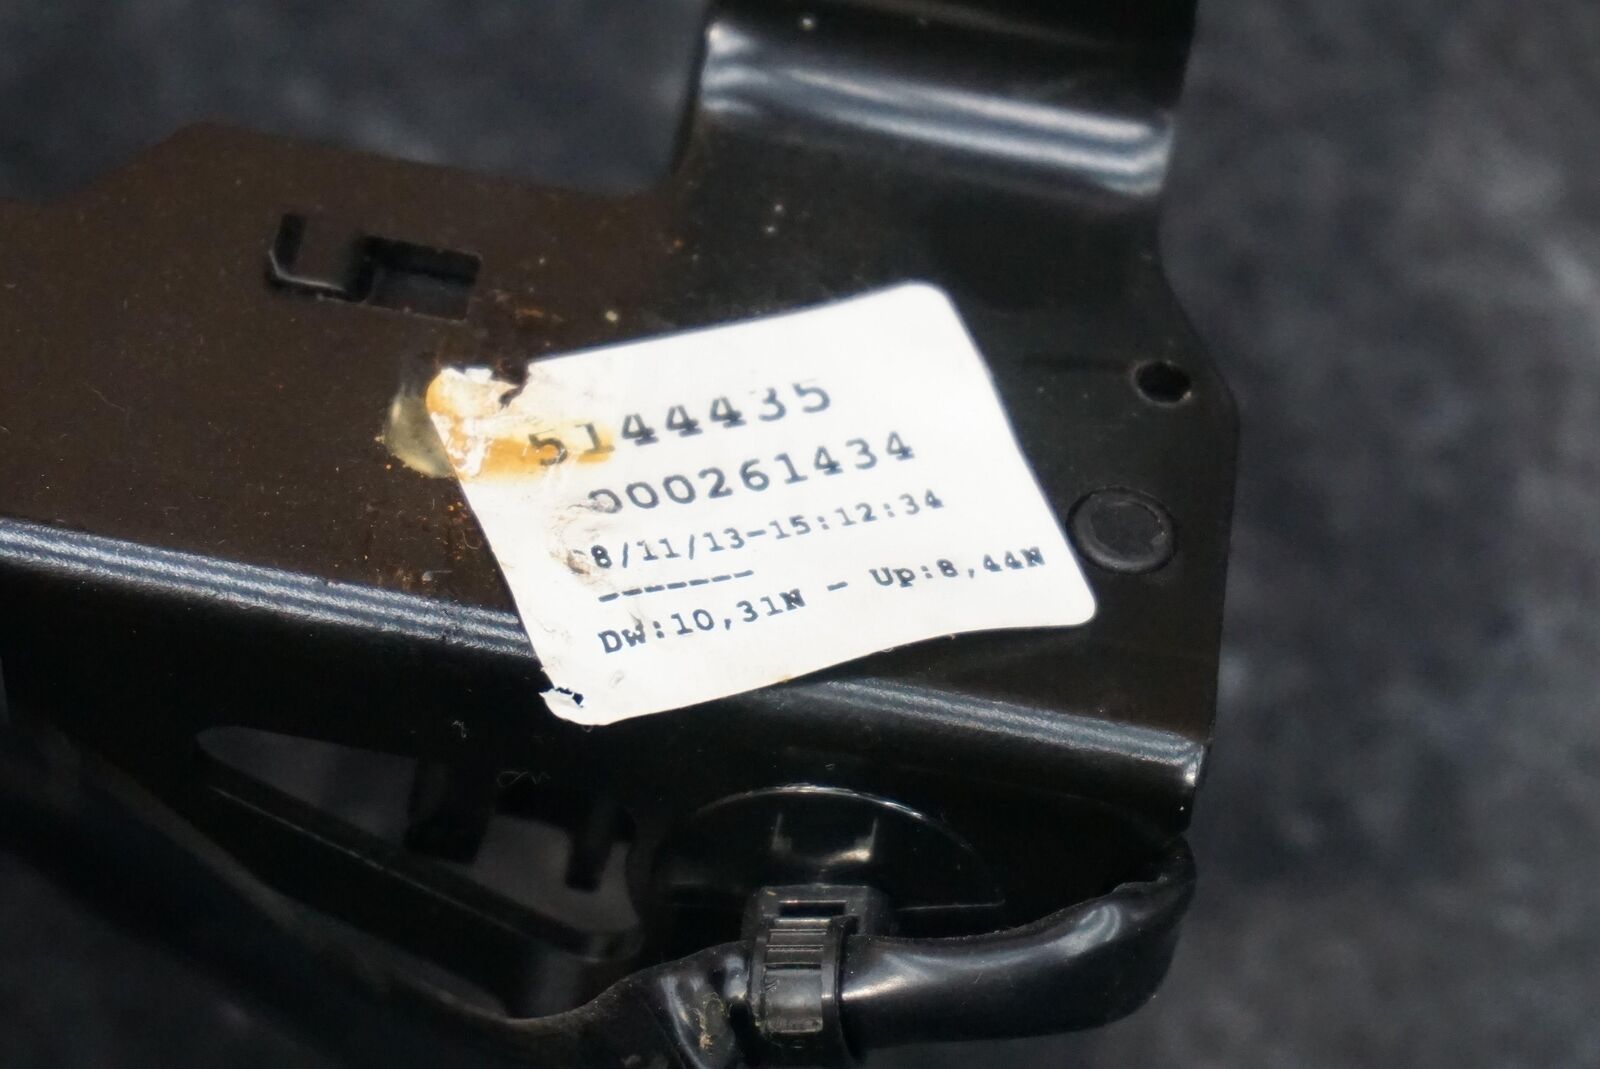 5144435
000261434
8/11/13-15:12:34
-------
DW:10,31N - Up:8,44N